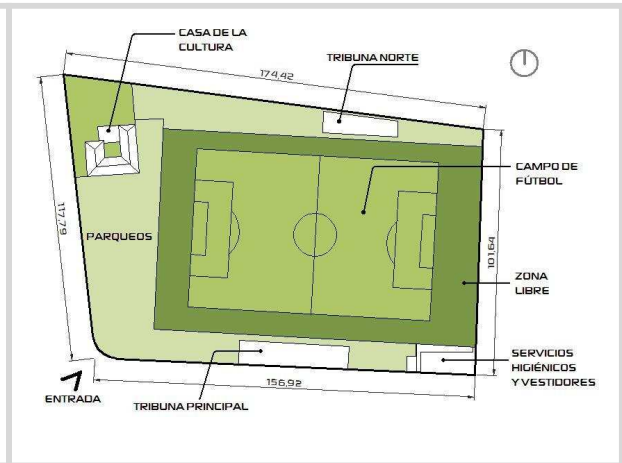 CASA DE LA
CULTURA
TRIBUNA NORTE
174,42
CAMPO DE
FÚTBOL
117,79
PARQUEOS
101,64
ZONA
LIBRE
SERVICIOS
HIGIÉNICOS
Y VESTIDORES
156,92
ENTRADA
TRIBUNA PRINCIPAL